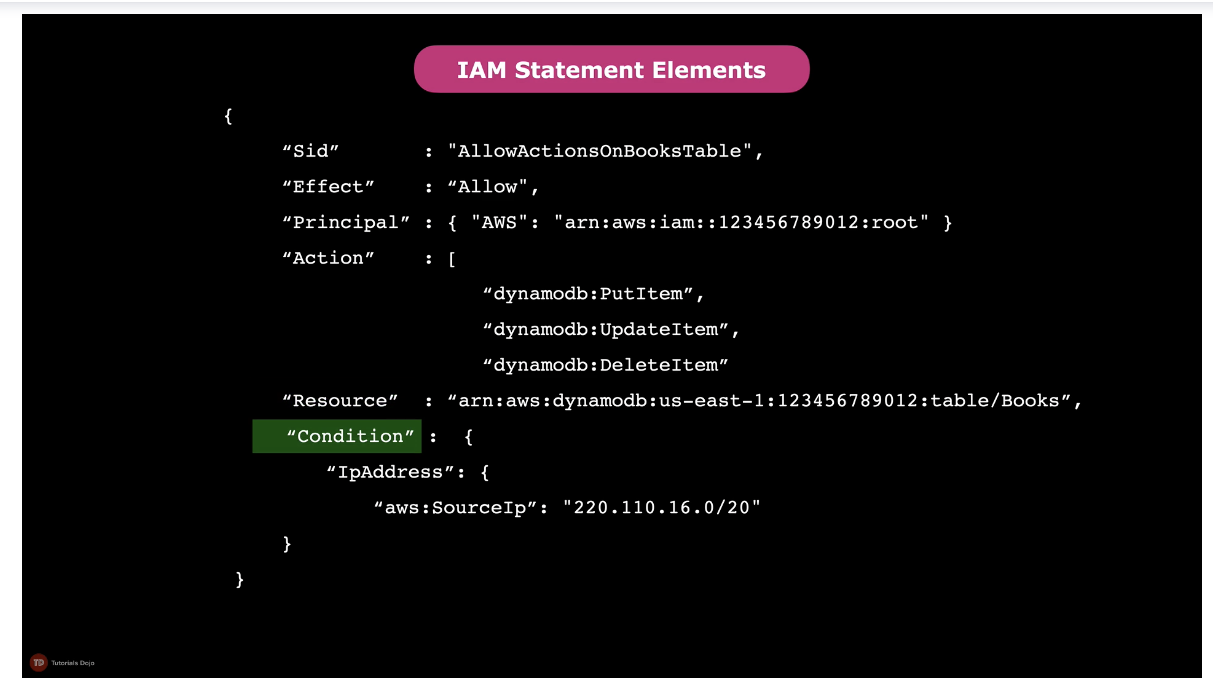 IAM Statement Elements
{
“Sid” : "AllowActionsOnBooksTable",
“Effect” : “Allow",
“Principal” : { "AWS": "arn:aws:iam::123456789012:root" }
“Action” : [
“dynamodb:PutItem”,
“dynamodb:UpdateItem”,
“dynamodb:DeleteItem”
“Resource” : “arn:aws:dynamodb:us-east-1:123456789012:table/Books”,
“Condition” : {
“IpAddress”: {
“aws:SourceIp”: "220.110.16.0/20"
}
}
TD Tutorials Dojo